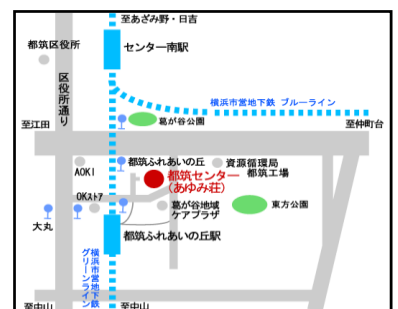 至あざみ野・日吉
都筑区役所
センター南駅
区役所通り
横浜市営地下鉄 ブルーライン
至江田
葛が谷公園
至仲町台
都筑ふれあいの丘
資源循環局
都筑工場
AOKI
都筑センター
(あゆみ荘)
OKストア
葛が谷地域
ケアプラザ
東方公園
大丸
都筑ふれあいの丘駅
横浜市営地下鉄
グリーンライン
至中山
至中山